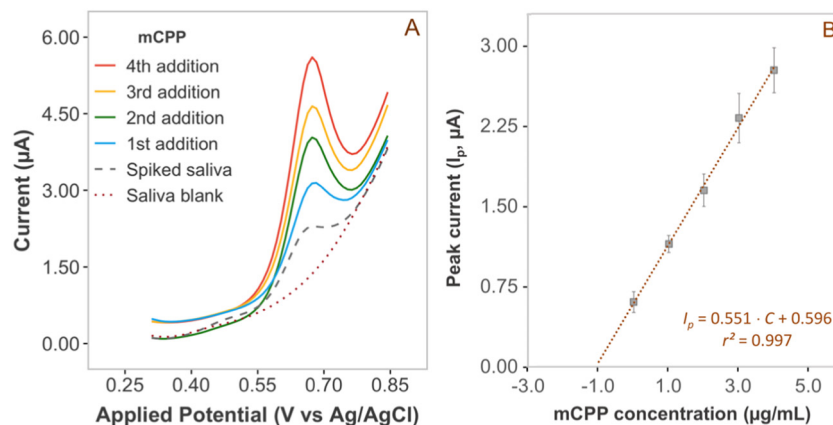 A
mCPP
4th addition
3rd addition
2nd addition
1st addition
Spiked saliva
Saliva blank
6.00
4.50
3.00
1.50
0.00
Current (µA)
0.25
0.40
0.55
0.70
0.85
Applied Potential (V vs Ag/AgCl)
B
3.00
2.25
1.50
0.75
0.00
Peak current (Ip, µA)
Ip = 0.551 · C + 0.596
r² = 0.997
-3.0
-1.0
1.0
3.0
5.0
mCPP concentration (µg/mL)